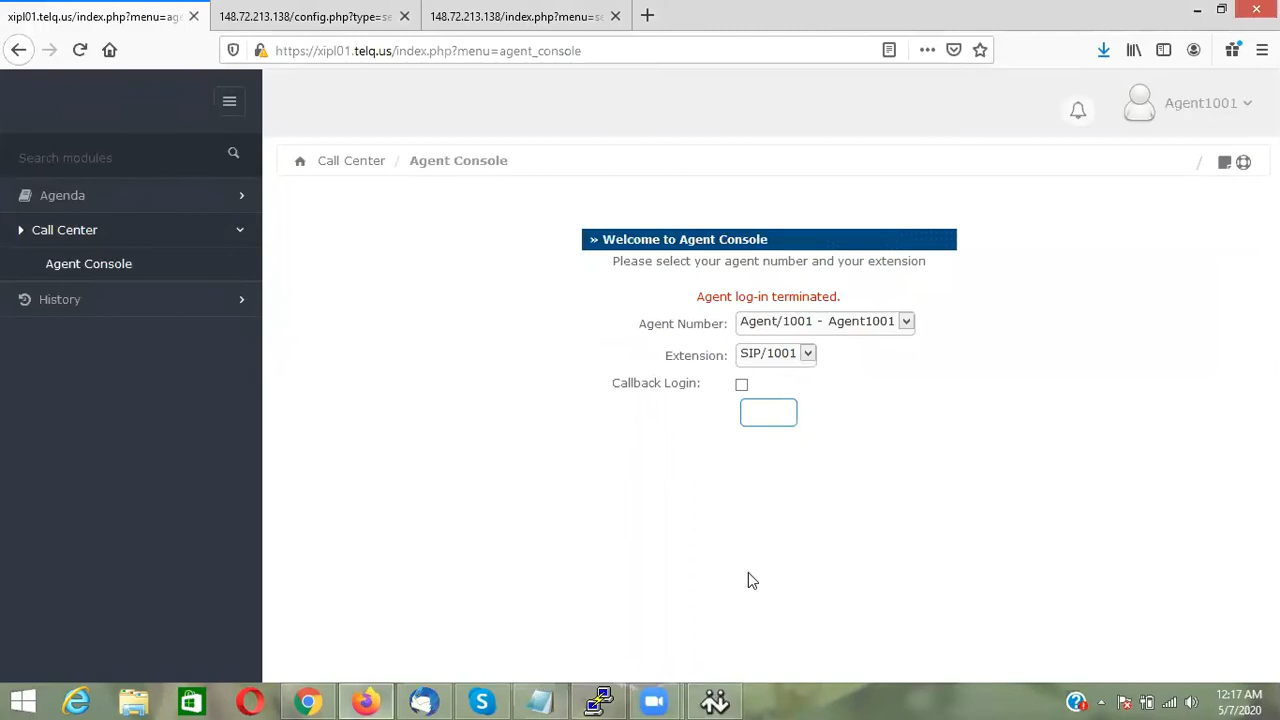 xipl01.telq.us/index.php?menu=age
148.72.213.138/config.php?type=se
148.72.213.138/index.php?menu=se
https://xipl01.telq.us/index.php?menu=agent_console
Agent1001
Search modules
Call Center / Agent Console
/
Agenda
Call Center
Agent Console
History
» Welcome to Agent Console
Please select your agent number and your extension
Agent log-in terminated.
Agent Number: Agent/1001 - Agent1001
Extension: SIP/1001
Callback Login:
12:17 AM
5/7/2020